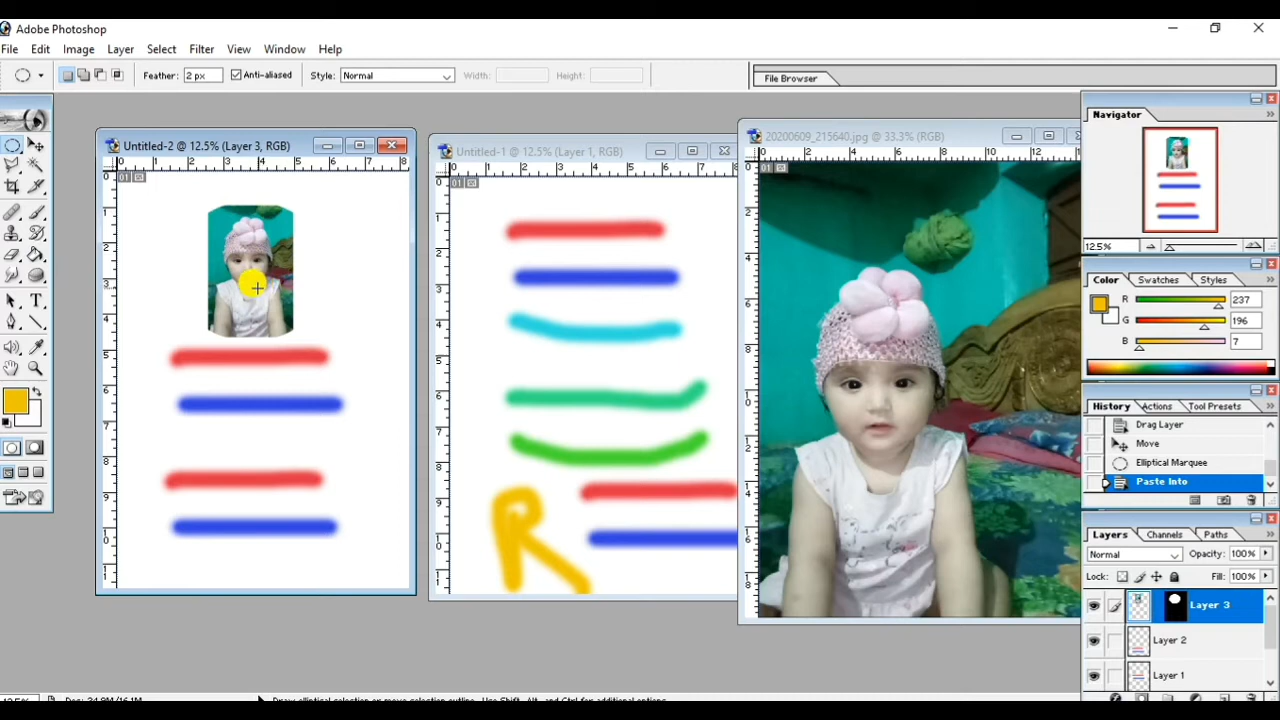 Adobe Photoshop
File Edit Image Layer Select Filter View Window Help
Feather: 2 px Anti-aliased Style: Normal Width: Height: File Browser
Untitled-2 @ 12.5% (Layer 3, RGB)
Untitled-1 @ 12.5% (Layer 1, RGB)
20200609_215640.jpg @ 33.3% (RGB)
R
Navigator
12.5%
Color Swatches Styles
R 237
G 196
B 7
History Actions Tool Presets
Drag Layer
Move
Elliptical Marquee
Paste Into
Layers Channels Paths
Normal Opacity: 100%
Lock: Fill: 100%
Layer 3
Layer 2
Layer 1